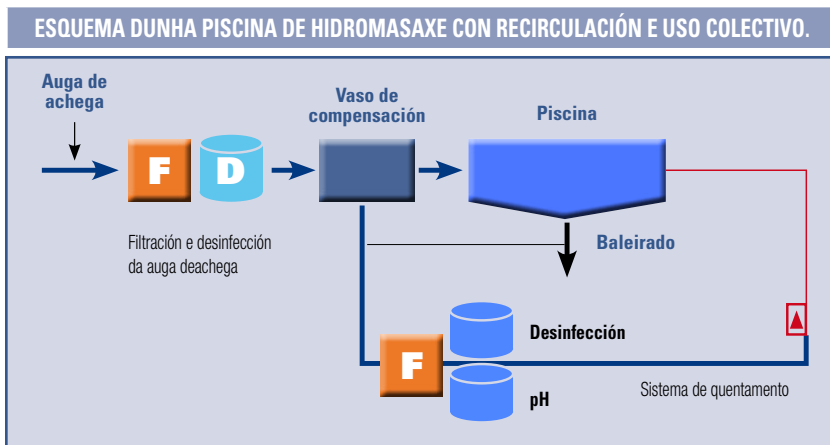 ESQUEMA DUNHA PISCINA DE HIDROMASAXE CON RECIRCULACIÓN E USO COLECTIVO.
Auga de
achega
Vaso de
compensación
Piscina
F
D
Filtración e desinfección
da auga deachega
Baleirado
Desinfección
F
pH
Sistema de quentamento